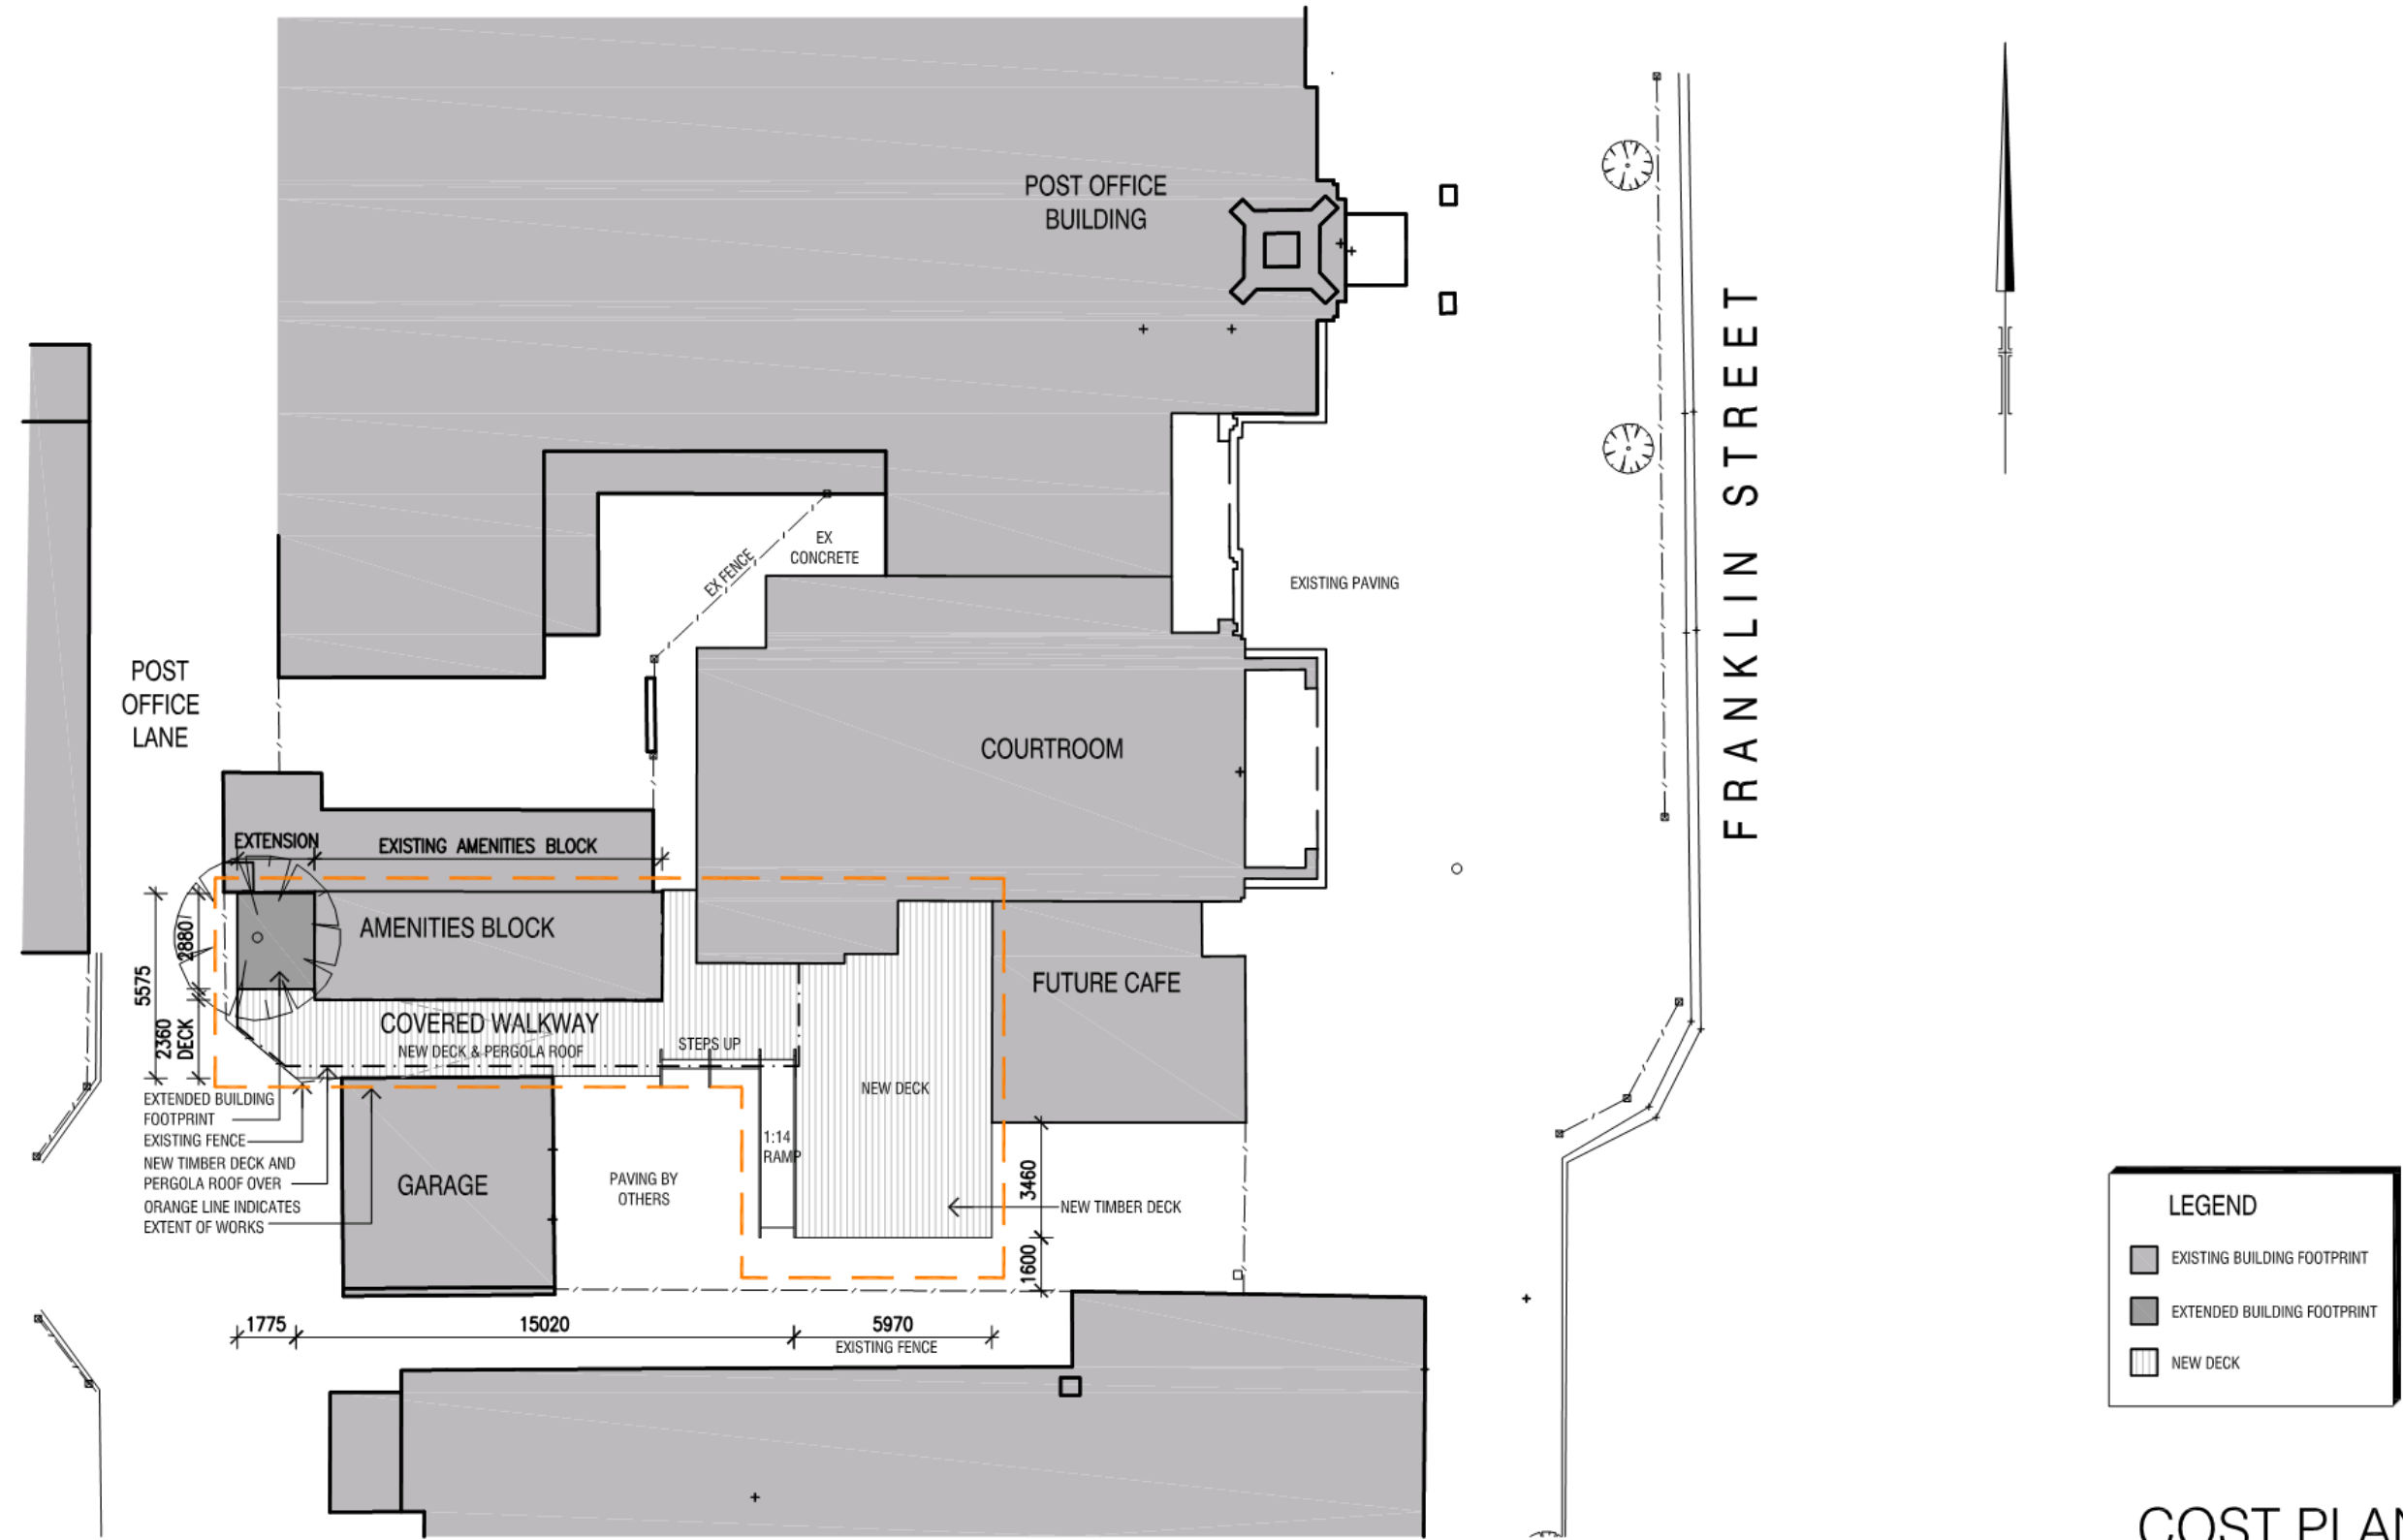 POST OFFICE
BUILDING
FRANKLIN STREET
EX
CONCRETE
EX FENCE
EXISTING PAVING
POST
OFFICE
LANE
COURTROOM
EXTENSION
EXISTING AMENITIES BLOCK
AMENITIES BLOCK
2880
5575
2360
DECK
COVERED WALKWAY
NEW DECK & PERGOLA ROOF
STEPS UP
FUTURE CAFE
NEW DECK
EXTENDED BUILDING
FOOTPRINT
EXISTING FENCE
NEW TIMBER DECK AND
PERGOLA ROOF OVER
ORANGE LINE INDICATES
EXTENT OF WORKS
GARAGE
PAVING BY
OTHERS
1:14
RAMP
3460
NEW TIMBER DECK
1600
1775
15020
5970
EXISTING FENCE
LEGEND
EXISTING BUILDING FOOTPRINT
EXTENDED BUILDING FOOTPRINT
NEW DECK
COST PLAN